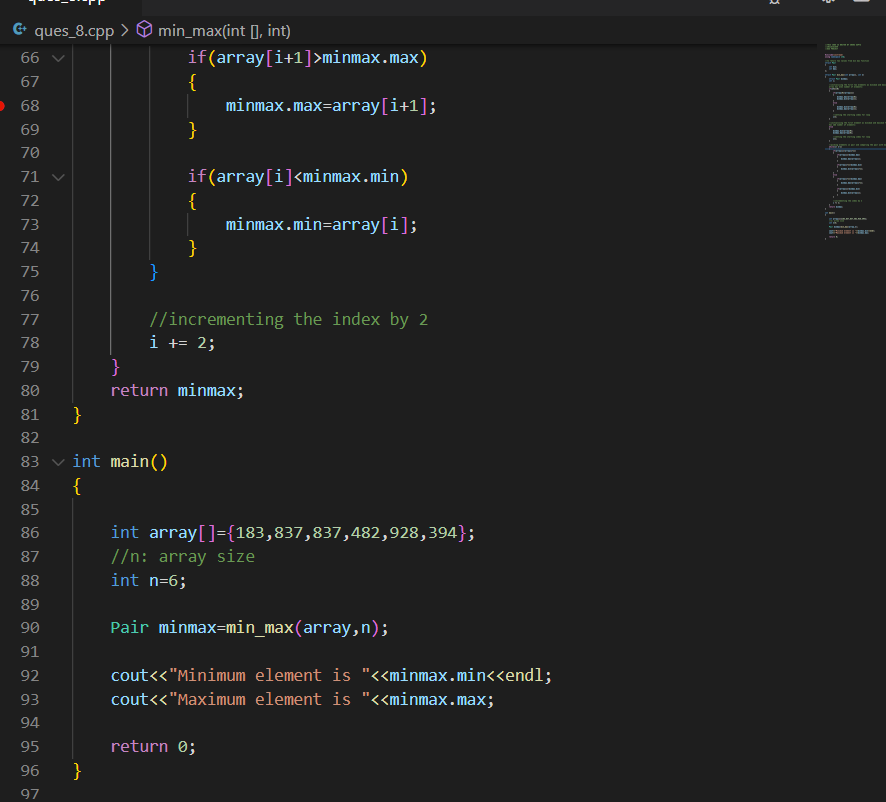 ques_8.cpp
ques_8.cpp > min_max(int [], int)
66 if(array[i+1]>minmax.max)
67 {
68 minmax.max=array[i+1];
69 }
70
71 if(array[i]<minmax.min)
72 {
73 minmax.min=array[i];
74 }
75 }
76
77 //incrementing the index by 2
78 i += 2;
79 }
80 return minmax;
81 }
82
83 int main()
84 {
85
86 int array[]={183,837,837,482,928,394};
87 //n: array size
88 int n=6;
89
90 Pair minmax=min_max(array,n);
91
92 cout<<"Minimum element is "<<minmax.min<<endl;
93 cout<<"Maximum element is "<<minmax.max;
94
95 return 0;
96 }
97